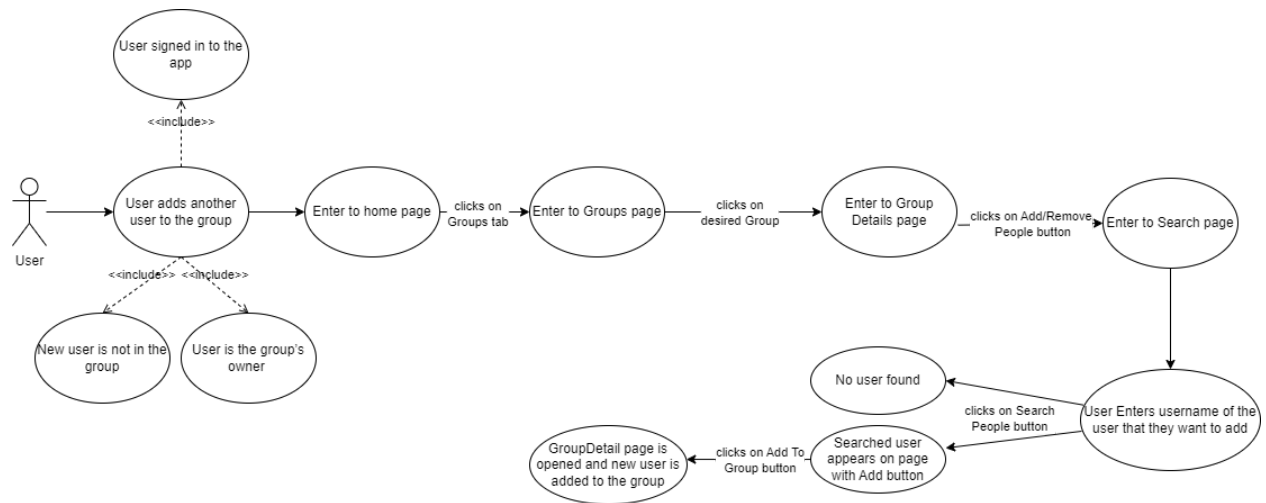 User signed in to the
app
<<include>>
User
User adds another
user to the group
Enter to home page
clicks on
Groups tab
Enter to Groups page
clicks on
desired Group
Enter to Group
Details page
clicks on Add/Remove
People button
Enter to Search page
<<include>>
<<include>>
New user is not in the
group
User is the group's
owner
No user found
clicks on Search
People button
User Enters username of the
user that they want to add
Searched user
appears on page
with Add button
clicks on Add To
Group button
GroupDetail page is
opened and new user is
added to the group